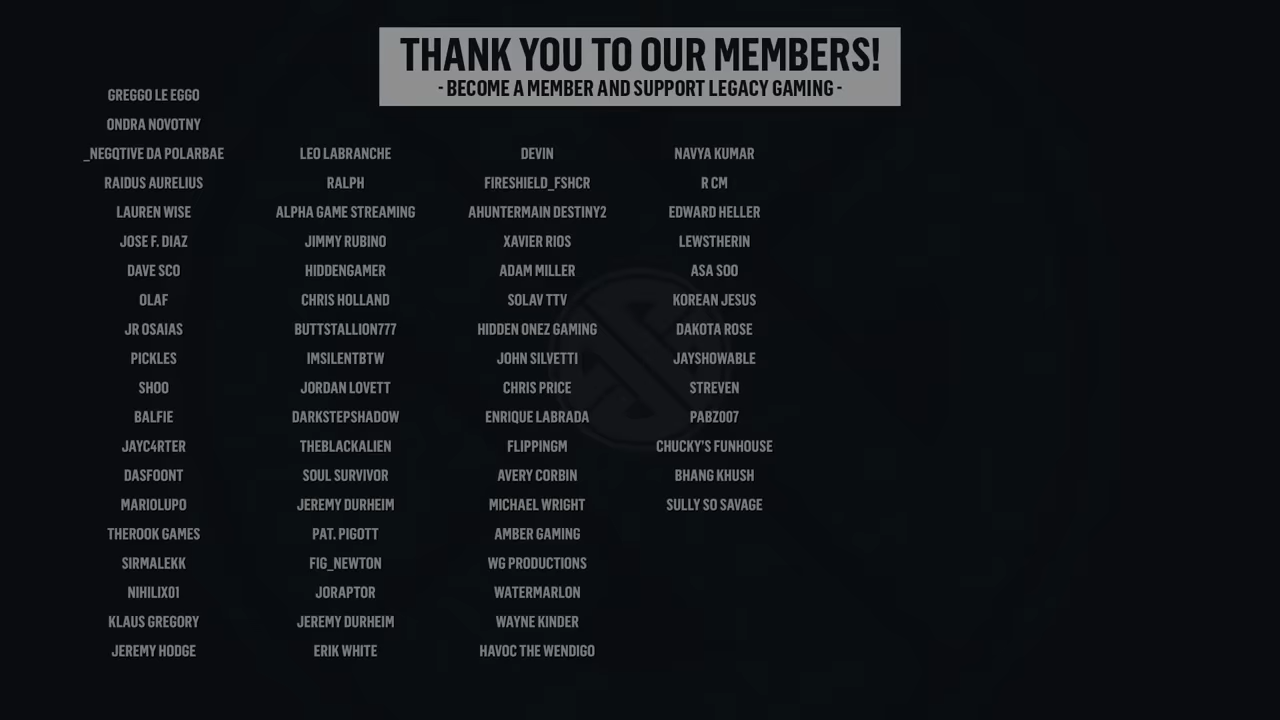 THANK YOU TO OUR MEMBERS!
- BECOME A MEMBER AND SUPPORT LEGACY GAMING -
GREGGO LE EGGO
ONDRA NOVOTNY
_NEGQTIVE DA POLARBAE
RAIDUS AURELIUS
LAUREN WISE
JOSE F. DIAZ
DAVE SCO
OLAF
JR OSAIAS
PICKLES
SHOO
BALFIE
JAYC4RTER
DASFOONT
MARIOLUPO
THEROOK GAMES
SIRMALEKK
NIHILIX01
KLAUS GREGORY
JEREMY HODGE
LEO LABRANCHE
RALPH
ALPHA GAME STREAMING
JIMMY RUBINO
HIDDENGAMER
CHRIS HOLLAND
BUTTSTALLION777
IMSILENTBTW
JORDAN LOVETT
DARKSTEPSHADOW
THEBLACKALIEN
SOUL SURVIVOR
JEREMY DURHEIM
PAT. PIGOTT
FIG_NEWTON
JORAPTOR
JEREMY DURHEIM
ERIK WHITE
DEVIN
FIRESHIELD_FSHCR
AHUNTERMAIN DESTINY2
XAVIER RIOS
ADAM MILLER
SOLAV TTV
HIDDEN ONEZ GAMING
JOHN SILVETTI
CHRIS PRICE
ENRIQUE LABRADA
FLIPPINGM
AVERY CORBIN
MICHAEL WRIGHT
AMBER GAMING
WG PRODUCTIONS
WATERMARLON
WAYNE KINDER
HAVOC THE WENDIGO
NAVYA KUMAR
R CM
EDWARD HELLER
LEWSTHERIN
ASA SOO
KOREAN JESUS
DAKOTA ROSE
JAYSHOWABLE
STREVEN
PABZ007
CHUCKY'S FUNHOUSE
BHANG KHUSH
SULLY SO SAVAGE